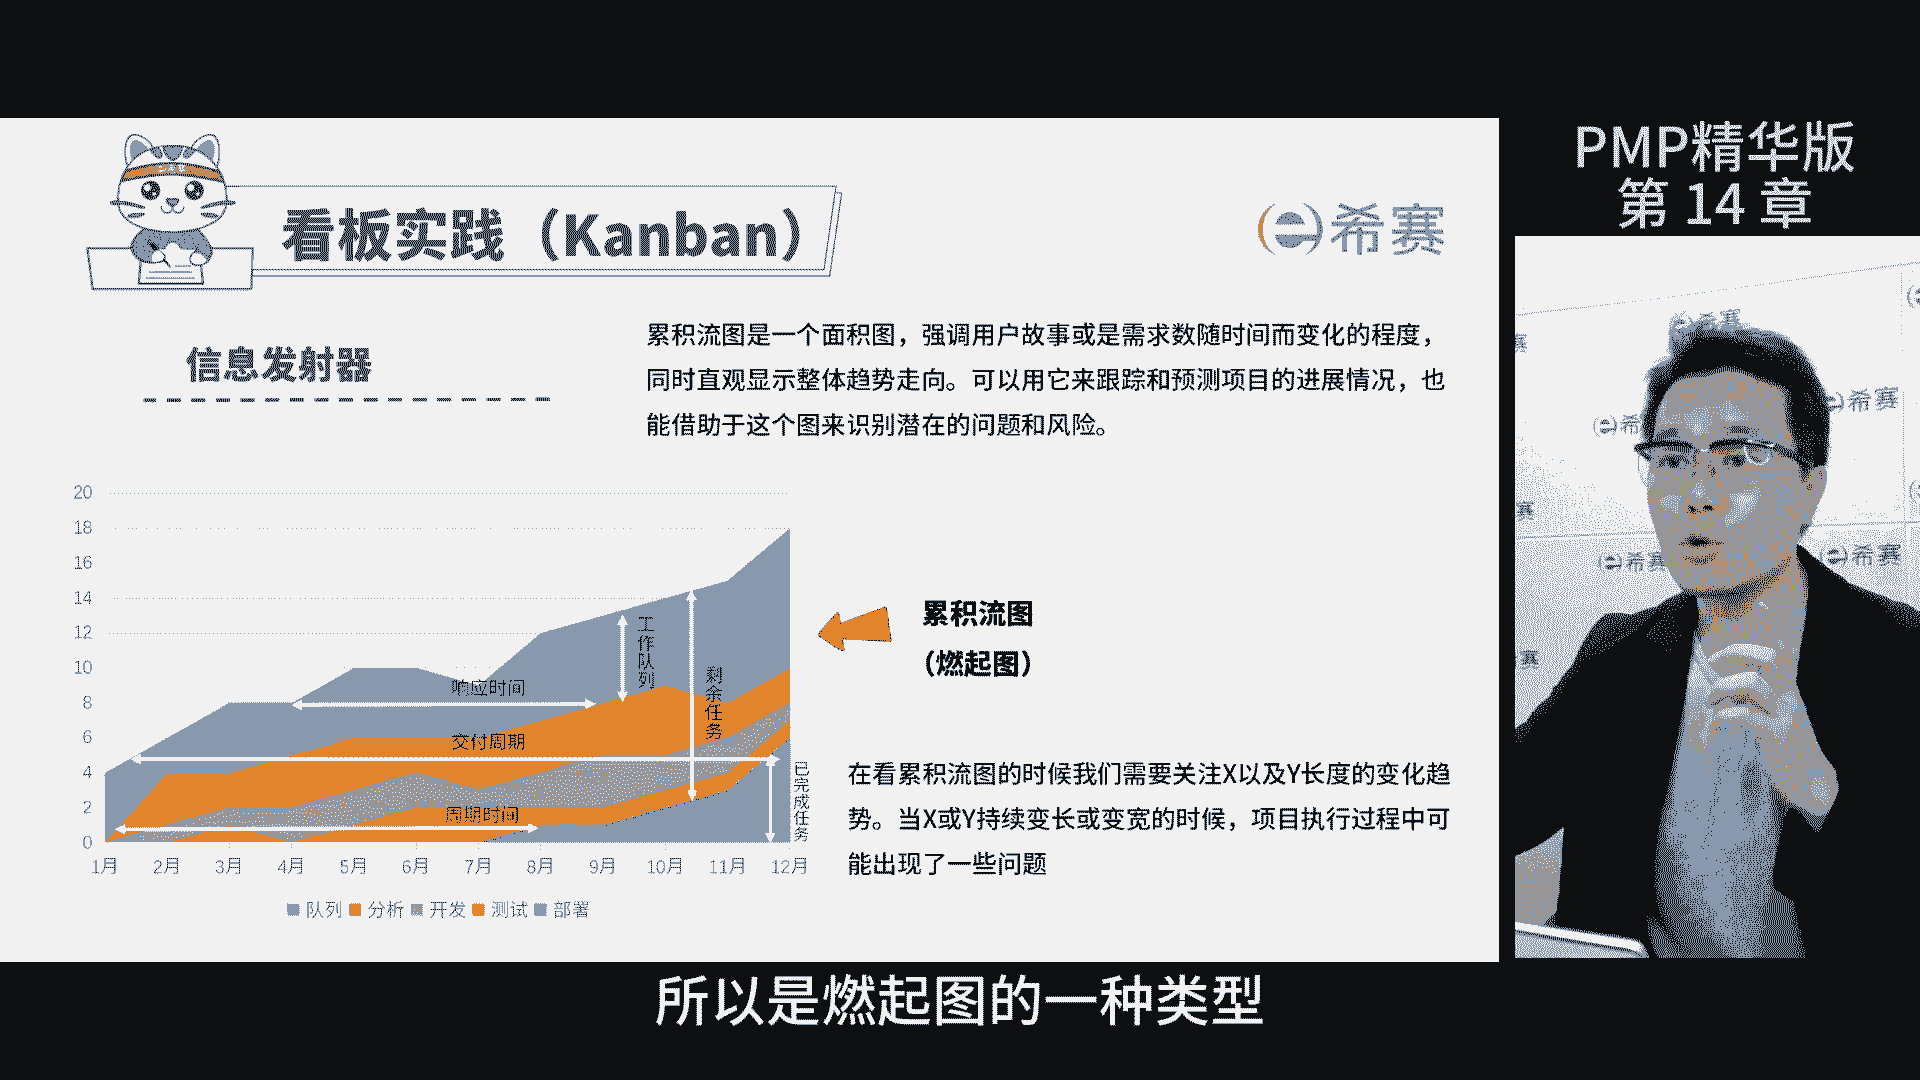 PMP精华版
第 14 章
看板实践（Kanban）
希赛
信息发射器
累积流图是一个面积图，强调用户故事或是需求数随时间而变化的程度，
同时直观显示整体趋势走向。可以用它来跟踪和预测项目的进展情况，也
能借助于这个图来识别潜在的问题和风险。
20
18
16
14
12
10
8
6
4
2
0
工作队列
剩余任务
响应时间
交付周期
周期时间
已完成任务
1月 2月 3月 4月 5月 6月 7月 8月 9月 10月 11月 12月
队列 分析 开发 测试 部署
累积流图
（燃起图）
在看累积流图的时候我们需要关注X以及Y长度的变化趋
势。当X或Y持续变长或变宽的时候，项目执行过程中可
能出现了一些问题
希赛
希赛
希赛
希赛
希赛
所以是燃起图的一种类型